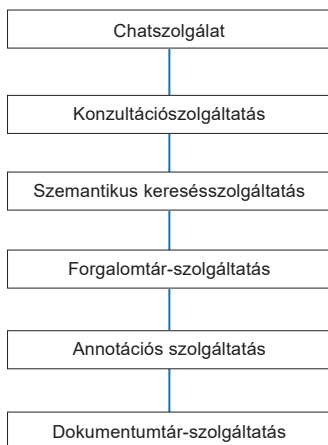 Chatszolgálat
Konzultációszolgáltatás
Szemantikus keresésszolgáltatás
Forgalomtár-szolgáltatás
Annotációs szolgáltatás
Dokumentumtár-szolgáltatás